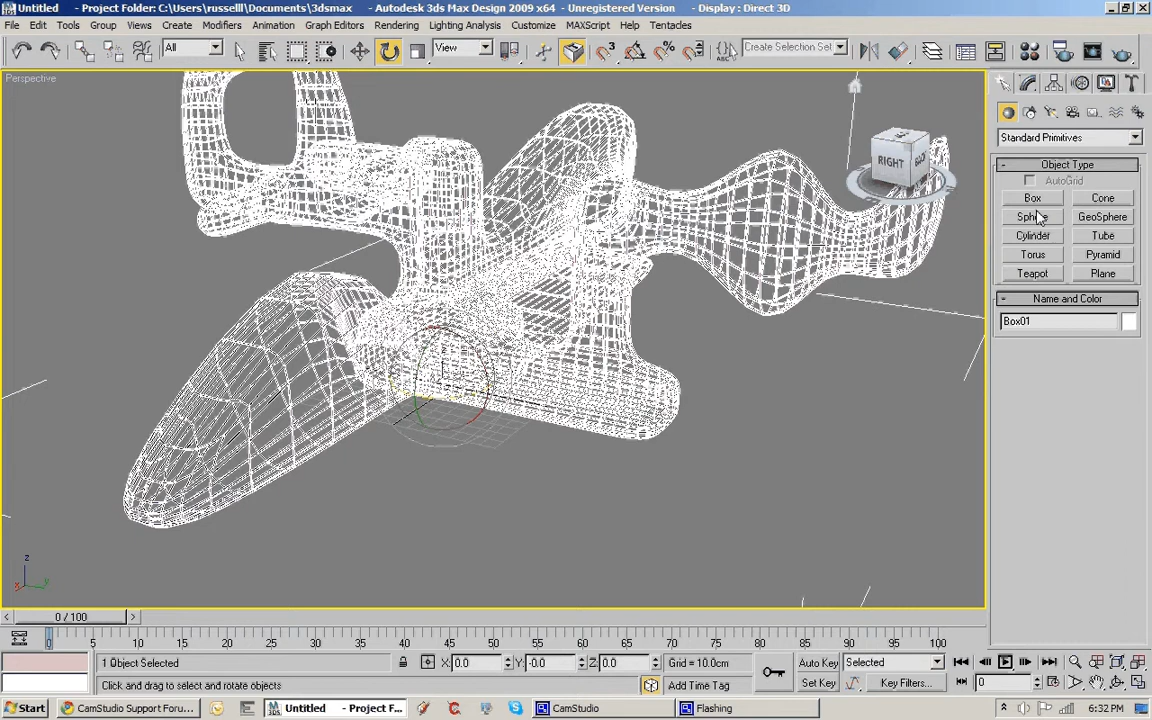 Untitled - Project Folder: C:\Users\russelll\Documents\3dsmax - Autodesk 3ds Max Design 2009 x64 - Unregistered Version - Display : Direct 3D
File Edit Tools Group Views Create Modifiers Animation Graph Editors Rendering Lighting Analysis Customize MAXScript Help Tentacles
All View Create Selection Set
Perspective
RIGHT BACK
Standard Primitives
- Object Type
AutoGrid
Box Cone
Sphere GeoSphere
Cylinder Tube
Torus Pyramid
Teapot Plane
- Name and Color
Box01
z
x y
< 0 / 100 >
0 5 10 15 20 25 30 35 40 45 50 55 60 65 70 75 80 85 90 95 100
1 Object Selected X: 0.0 Y: -0.0 Z: 0.0 Grid = 10.0cm Auto Key Selected
Click and drag to select and rotate objects Add Time Tag Set Key Key Filters... 0
Start CamStudio Support Foru... Untitled - Project F... CamStudio Flashing 6:32 PM